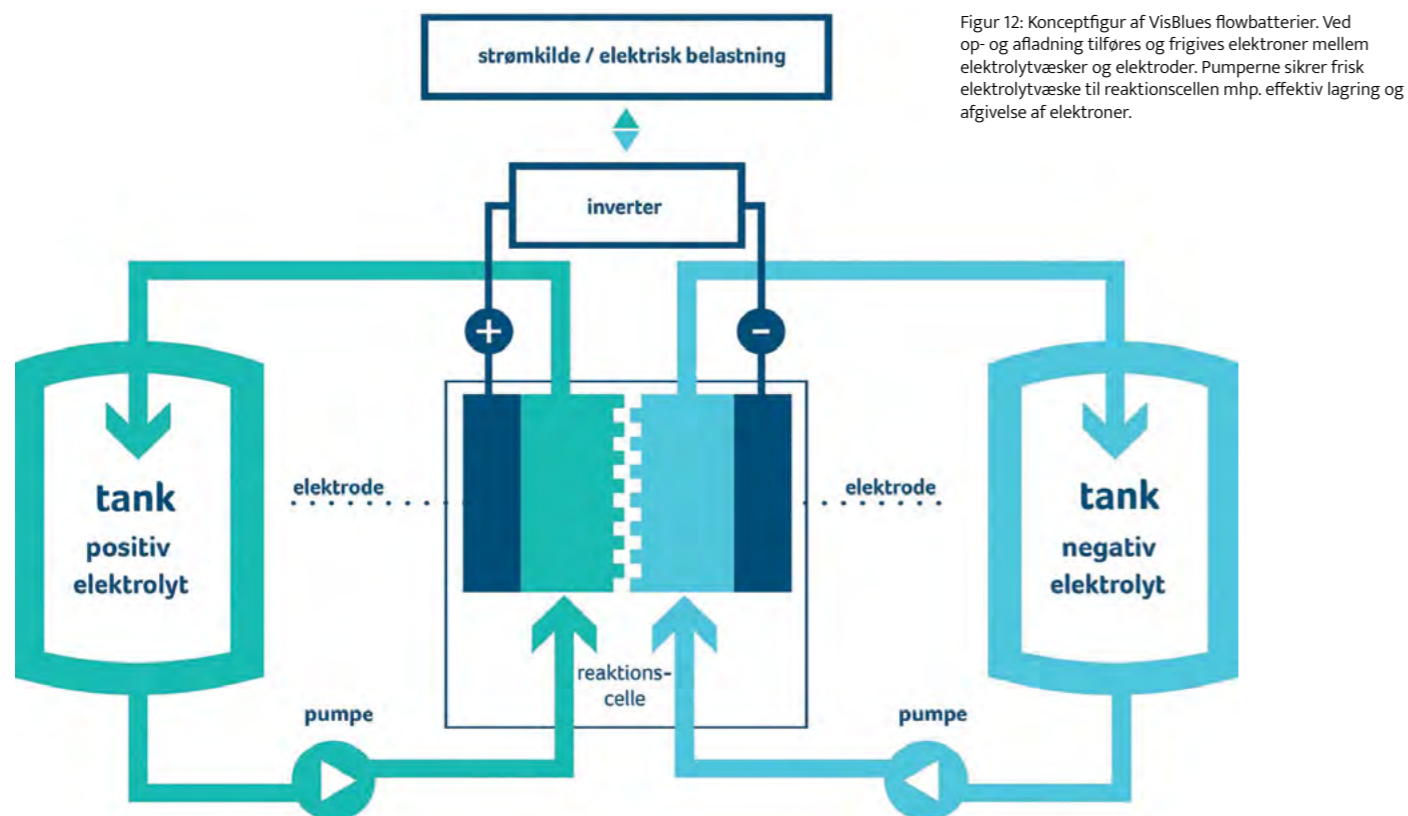 Figur 12: Konceptfigur af VisBlues flowbatterier. Ved
op- og afladning tilføres og frigives elektroner mellem
elektrolytvæsker og elektroder. Pumperne sikrer frisk
elektrolytvæske til reaktionscellen mhp. effektiv lagring og
afgivelse af elektroner.
strømkilde / elektrisk belastning
inverter
+
-
elektrode
elektrode
tank
positiv
elektrolyt
tank
negativ
elektrolyt
reaktions-
celle
pumpe
pumpe